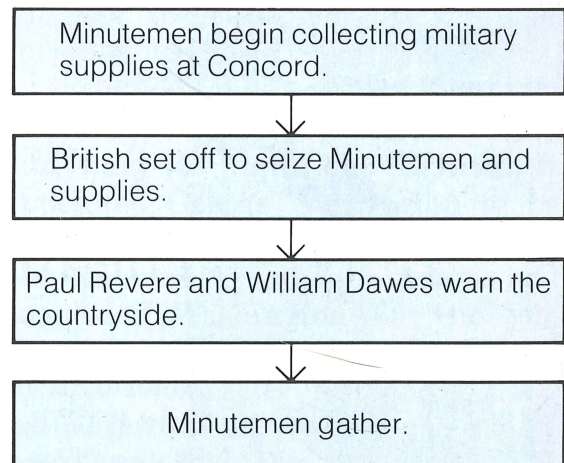 Minutemen begin collecting military
supplies at Concord.
British set off to seize Minutemen and
supplies.
Paul Revere and William Dawes warn the
countryside.
Minutemen gather.